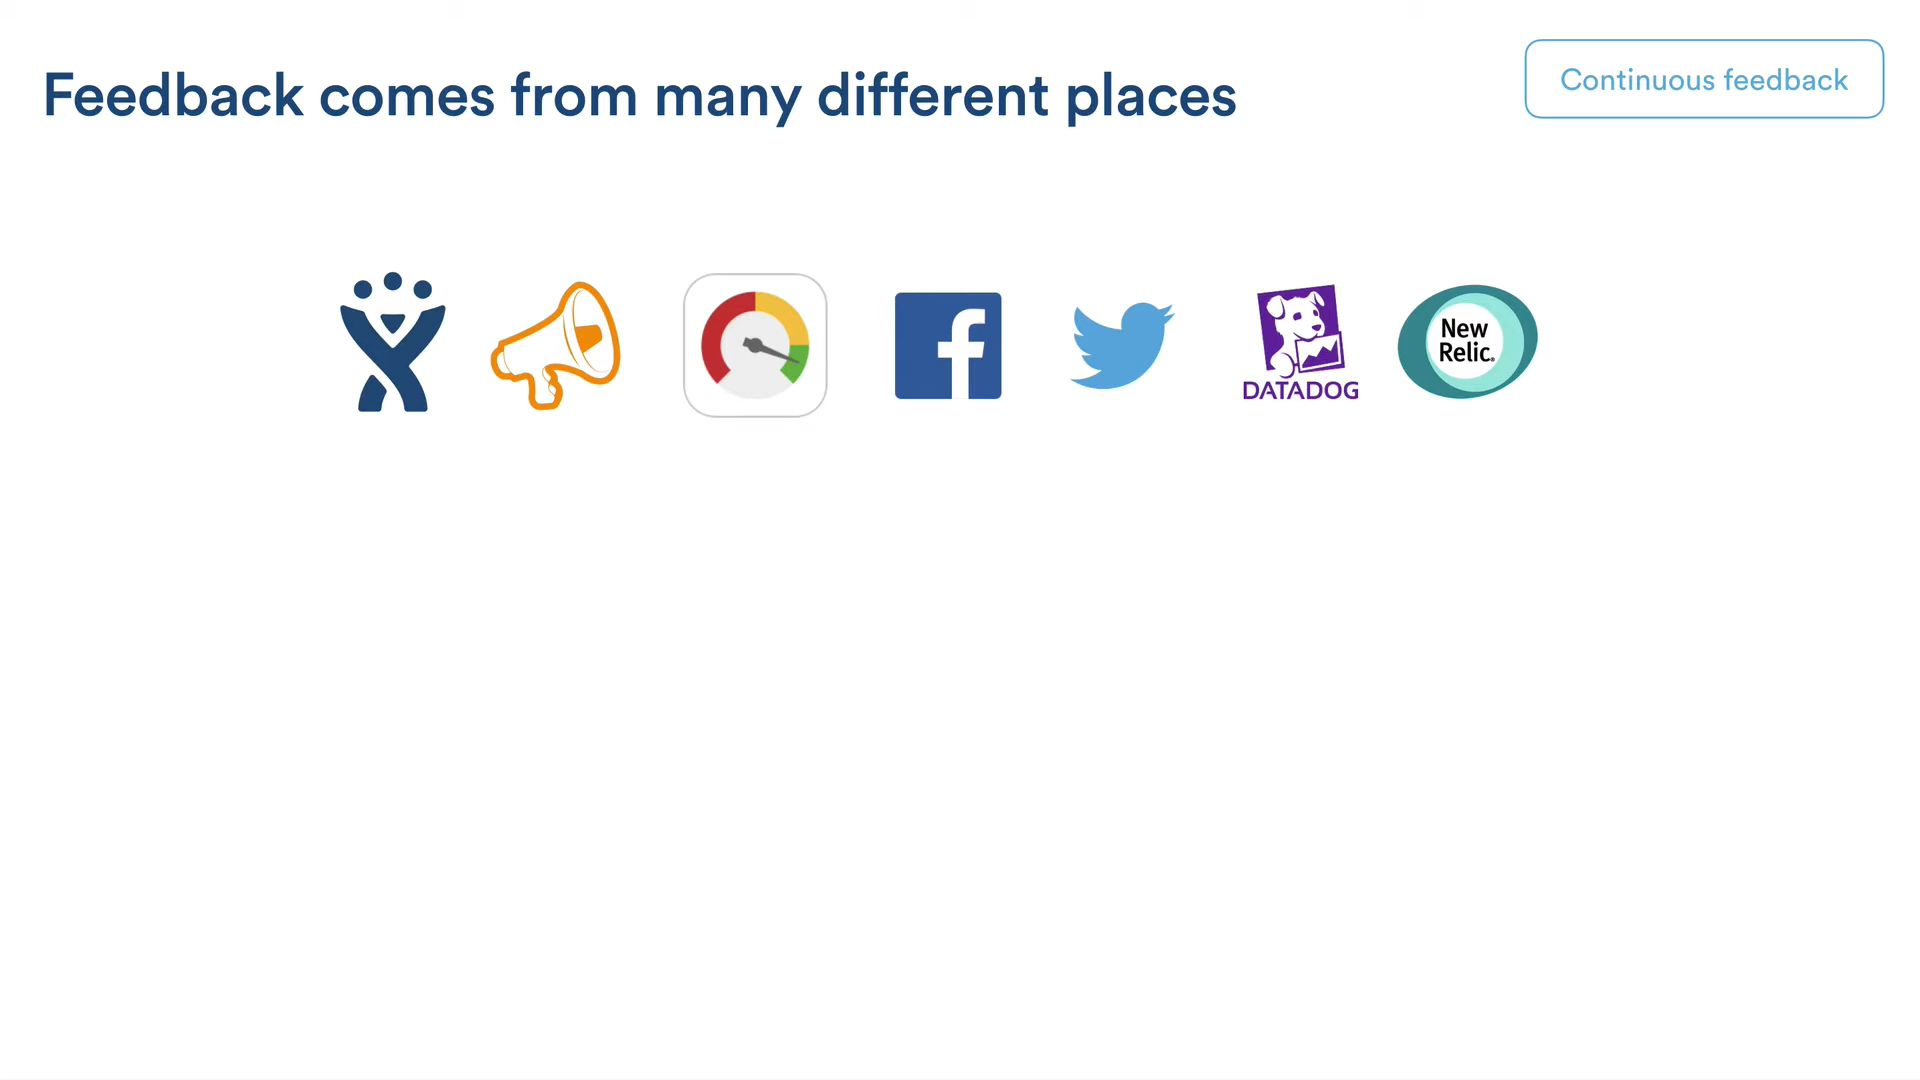 Feedback comes from many different places
Continuous feedback
DATADOG
New
Relic.